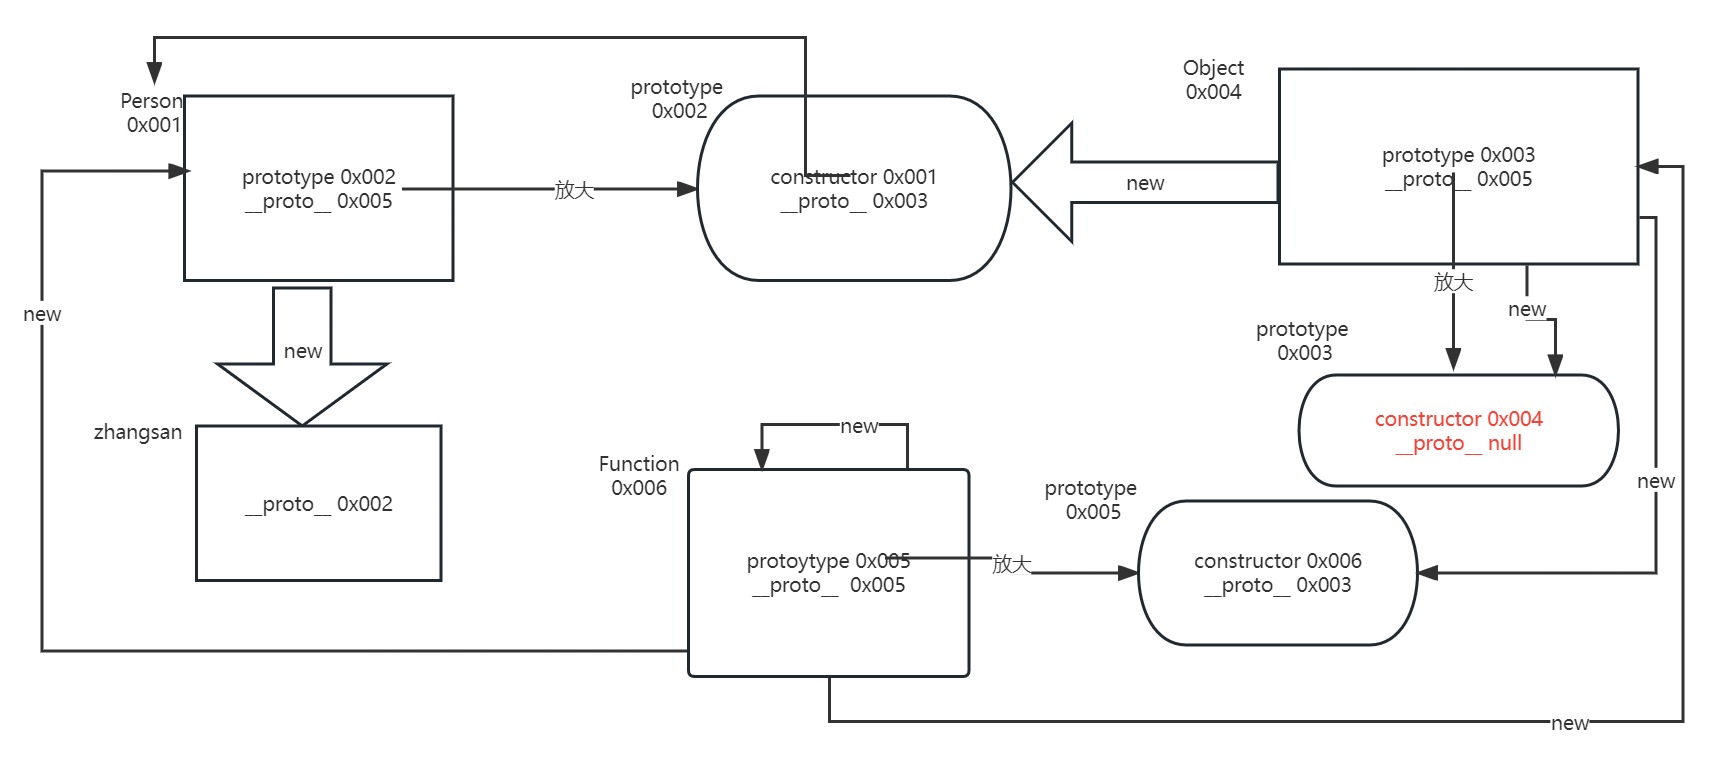 Person
0x001
prototype 0x002
__proto__ 0x005
放大
prototype
0x002
constructor 0x001
__proto__ 0x003
new
Object
0x004
prototype 0x003
__proto__ 0x005
放大
new
prototype
0x003
constructor 0x004
__proto__ null
new
new
new
zhangsan
__proto__ 0x002
new
Function
0x006
protoytype 0x005
__proto__ 0x005
放大
prototype
0x005
constructor 0x006
__proto__ 0x003
new